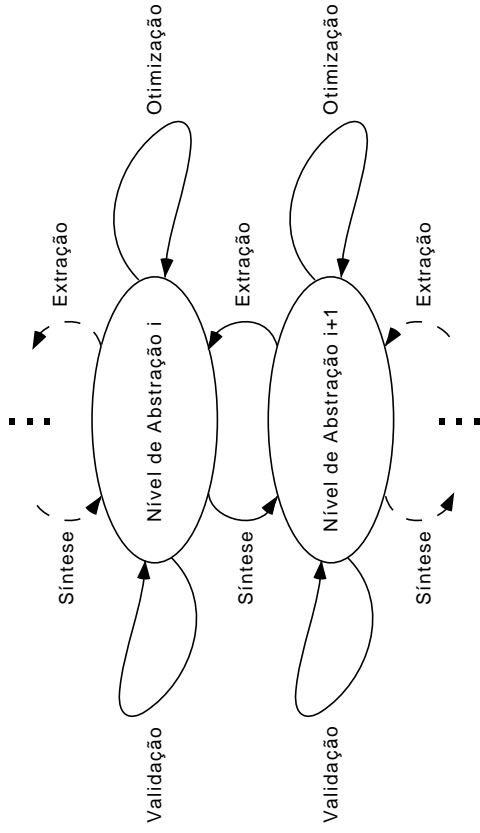 Síntese
Extração
Validação
Nível de Abstração i
Otimização
Síntese
Extração
Validação
Nível de Abstração i+1
Otimização
Síntese
Extração